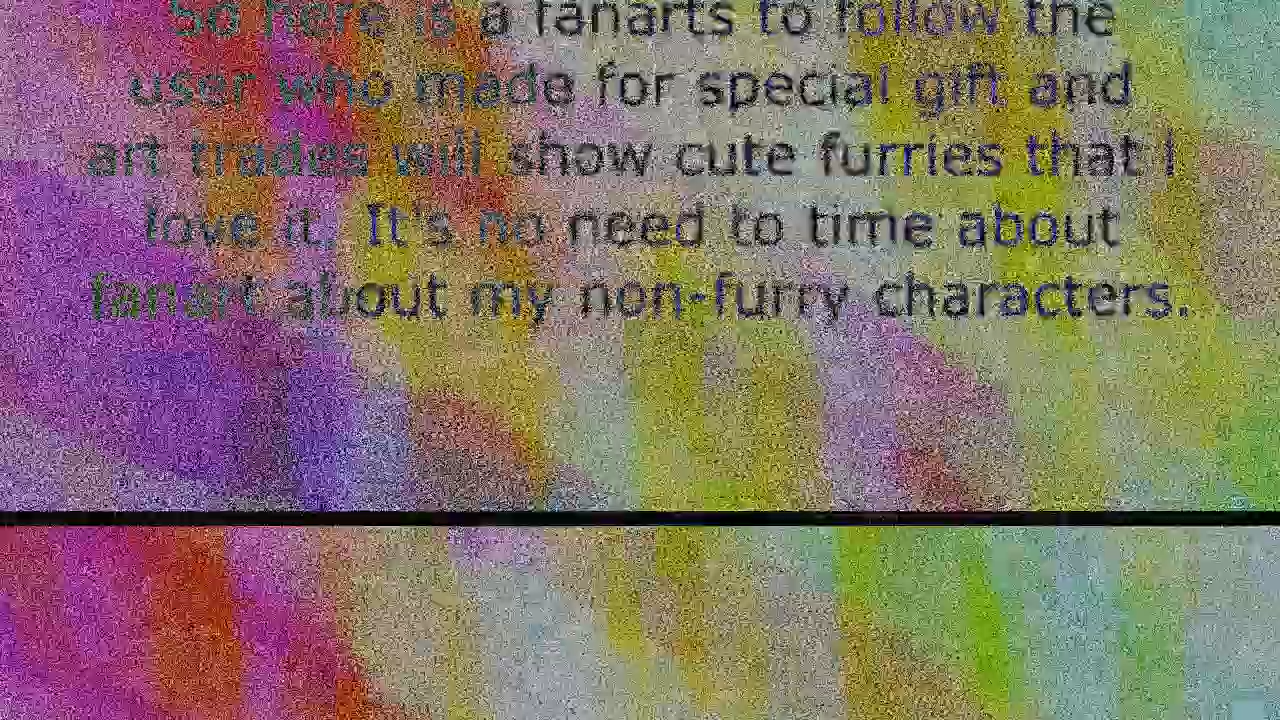 So here is a fanarts to follow the
user who made for special gift and
art trades will show cute furries that I
love it. It's no need to time about
fanart about my non-furry characters.